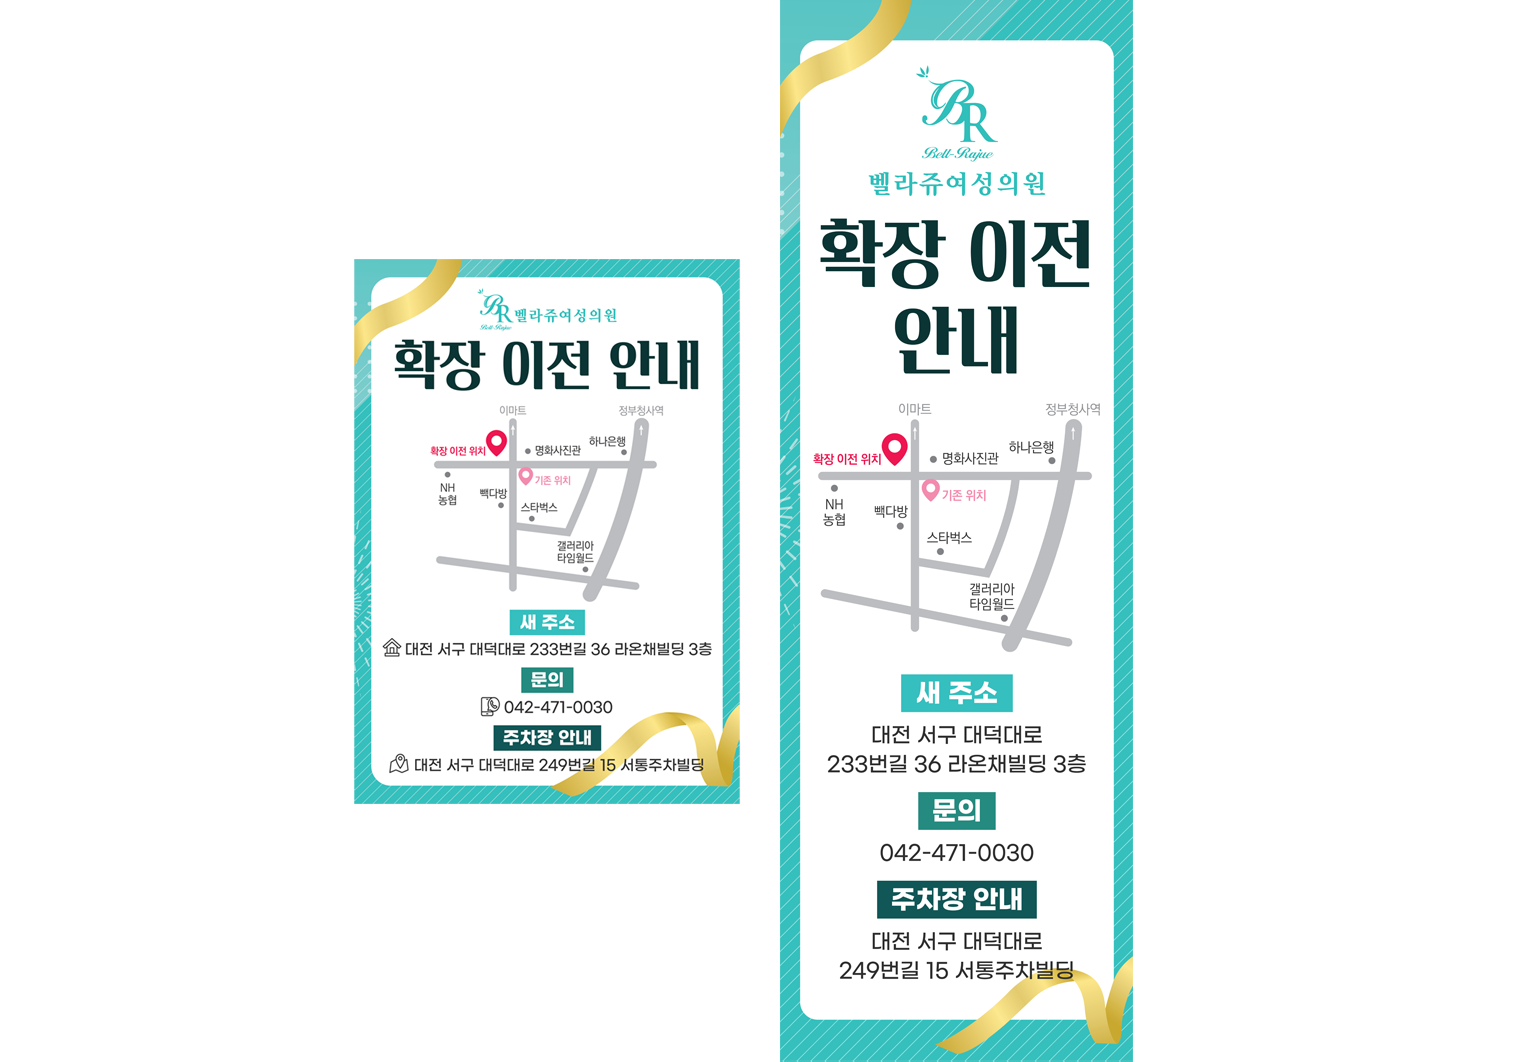 BR
Bell-Rajue
벨라쥬여성의원
확장 이전 안내
이마트
정부청사역
확장 이전 위치
명화사진관
하나은행
NH
농협
빽다방
기존 위치
스타벅스
갤러리아
타임월드
새 주소
대전 서구 대덕대로 233번길 36 라온채빌딩 3층
문의
042-471-0030
주차장 안내
대전 서구 대덕대로 249번길 15 서통주차빌딩
BR
Bell-Rajue
벨라쥬여성의원
확장 이전
안내
이마트
정부청사역
확장 이전 위치
명화사진관
하나은행
NH
농협
빽다방
기존 위치
스타벅스
갤러리아
타임월드
새 주소
대전 서구 대덕대로
233번길 36 라온채빌딩 3층
문의
042-471-0030
주차장 안내
대전 서구 대덕대로
249번길 15 서통주차빌딩